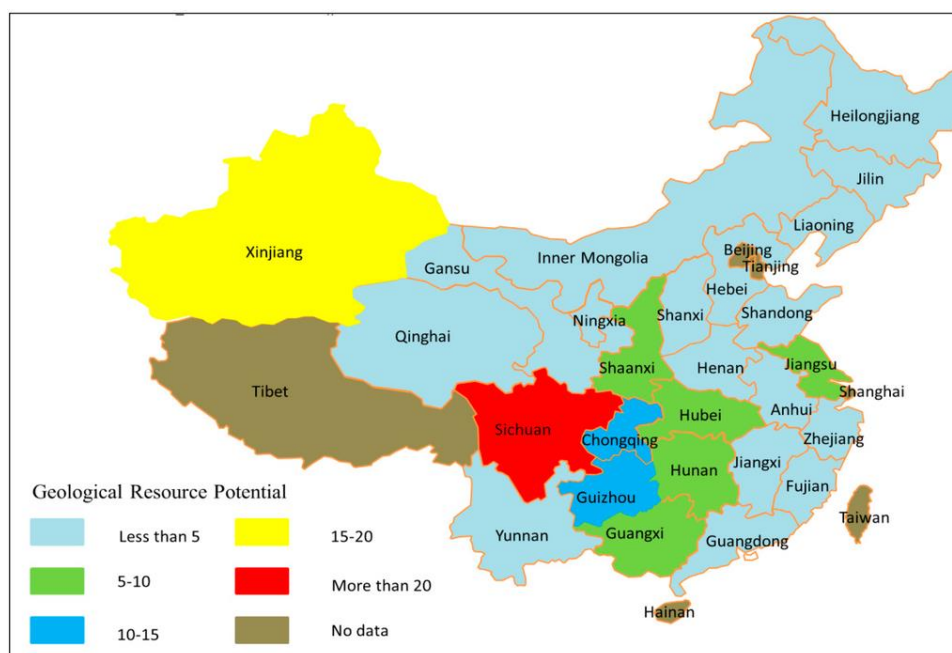 Heilongjiang
Jilin
Liaoning
Xinjiang
Beijing
Tianjing
Inner Mongolia
Gansu
Hebei
Ningxia
Shanxi
Shandong
Qinghai
Shaanxi
Henan
Jiangsu
Tibet
Shanghai
Anhui
Hubei
Sichuan
Chongqing
Zhejiang
Hunan
Jiangxi
Fujian
Geological Resource Potential
Guizhou
Taiwan
Less than 5
15-20
Yunnan
Guangxi
Guangdong
5-10
More than 20
Hainan
10-15
No data